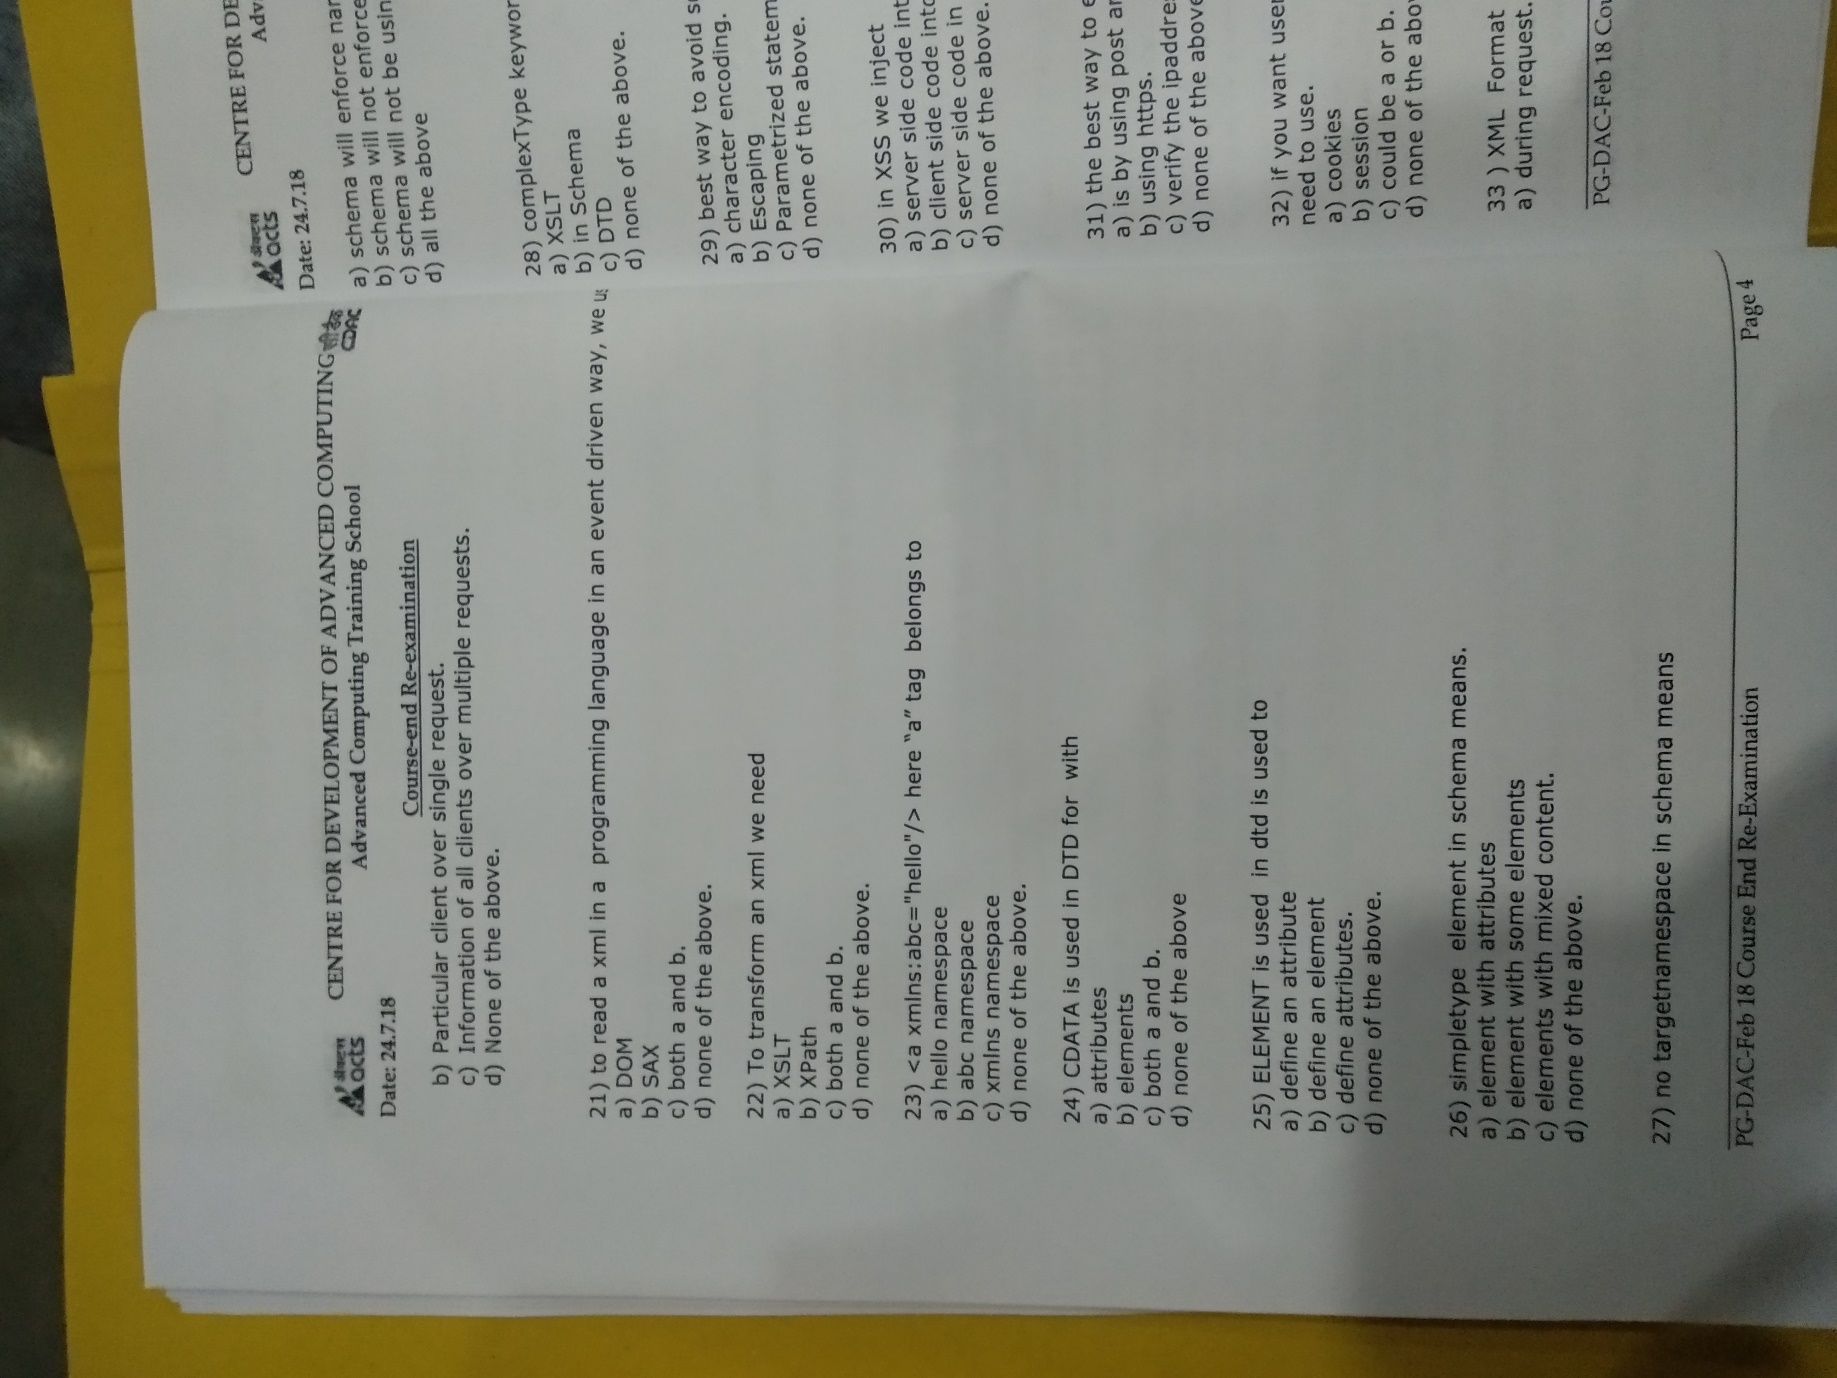 CENTRE FOR DEVELOPMENT OF ADVANCED COMPUTING
acts
CDAC
Advanced Computing Training School
Date: 24.7.18
Course-end Re-examination
b) Particular client over single request.
c) Information of all clients over multiple requests.
d) None of the above.
21) to read a xml in a programming language in an event driven way, we
a) DOM
b) SAX
c) both a and b.
d) none of the above.
22) To transform an xml we need
a) XSLT
b) XPath
c) both a and b.
d) none of the above.
23) <a xmlns:abc="hello"/> here "a" tag belongs to
a) hello namespace
b) abc namespace
c) xmlns namespace
d) none of the above.
24) CDATA is used in DTD for with
a) attributes
b) elements
c) both a and b.
d) none of the above
25) ELEMENT is used in dtd is used to
a) define an attribute
b) define an element
c) define attributes.
d) none of the above.
26) simpletype element in schema means.
a) element with attributes
b) element with some elements
c) elements with mixed content.
d) none of the above.
27) no targetnamespace in schema means
PG-DAC-Feb 18 Course End Re-Examination Page 4
CENTRE FOR DE
acts
Adv
Date: 24.7.18
a) schema will enforce
b) schema will not enforce
c) schema will not be
d) all the above
28) complexType
a) XSLT
b) in Schema
c) DTD
d) none of the above.
29) best way to avoid
a) character encoding.
b) Escaping
c) Parametrized
d) none of the above.
30) in XSS we inject
a) server side code
b) client side code
c) server side code in
d) none of the above.
31) the best way to
a) is by using post
b) using https.
c) verify the
d) none of the above
32) if you want
need to use.
a) cookies
b) session
c) could be a or b.
d) none of the
33 ) XML Format
a) during request.
PG-DAC-Feb 18